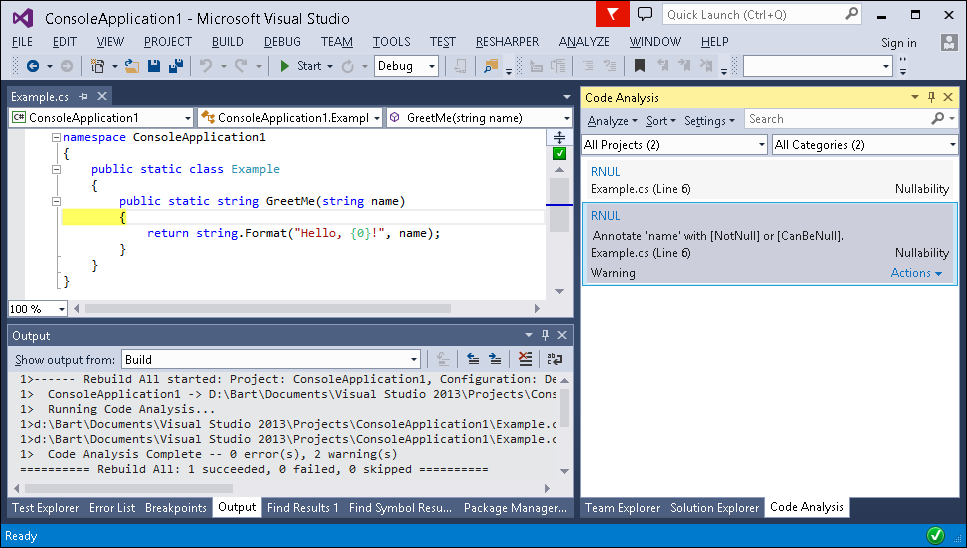 ConsoleApplication1 - Microsoft Visual Studio
Quick Launch (Ctrl+Q)
FILE EDIT VIEW PROJECT BUILD DEBUG TEAM TOOLS TEST RESHARPER ANALYZE WINDOW HELP Sign in
Start Debug
Example.cs
C# ConsoleApplication1 ConsoleApplication1.Exampl GreetMe(string name)
namespace ConsoleApplication1
{
public static class Example
{
public static string GreetMe(string name)
{
return string.Format("Hello, {0}!", name);
}
}
}
100 %
Output
Show output from: Build
1>------ Rebuild All started: Project: ConsoleApplication1, Configuration: De
1>  ConsoleApplication1 -> D:\Bart\Documents\Visual Studio 2013\Projects\Cons
1>  Running Code Analysis...
1>d:\Bart\Documents\Visual Studio 2013\Projects\ConsoleApplication1\Example.c
1>d:\Bart\Documents\Visual Studio 2013\Projects\ConsoleApplication1\Example.c
1>  Code Analysis Complete -- 0 error(s), 2 warning(s)
========== Rebuild All: 1 succeeded, 0 failed, 0 skipped ==========
Test Explorer Error List Breakpoints Output Find Results 1 Find Symbol Resu... Package Manager...
Code Analysis
Analyze Sort Settings Search
All Projects (2) All Categories (2)
RNUL
Example.cs (Line 6) Nullability
RNUL
Annotate 'name' with [NotNull] or [CanBeNull].
Example.cs (Line 6) Nullability
Warning Actions
Team Explorer Solution Explorer Code Analysis
Ready